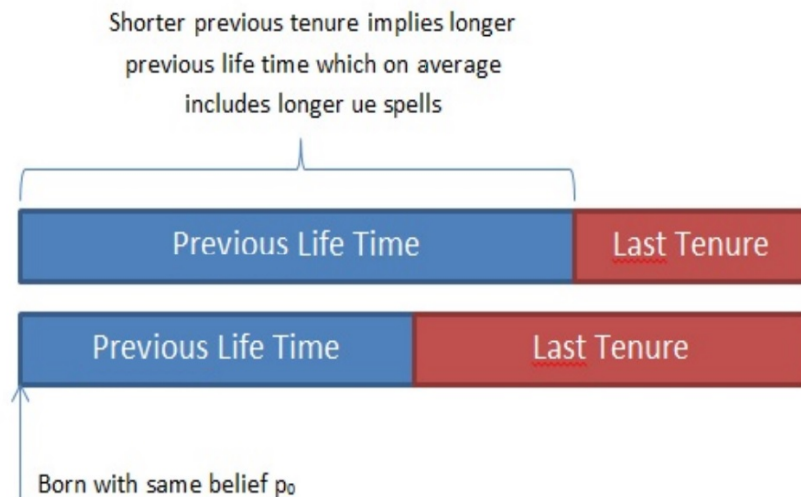 Shorter previous tenure implies longer
previous life time which on average
includes longer ue spells
Previous Life Time
Last Tenure
Previous Life Time
Last Tenure
Born with same belief p₀